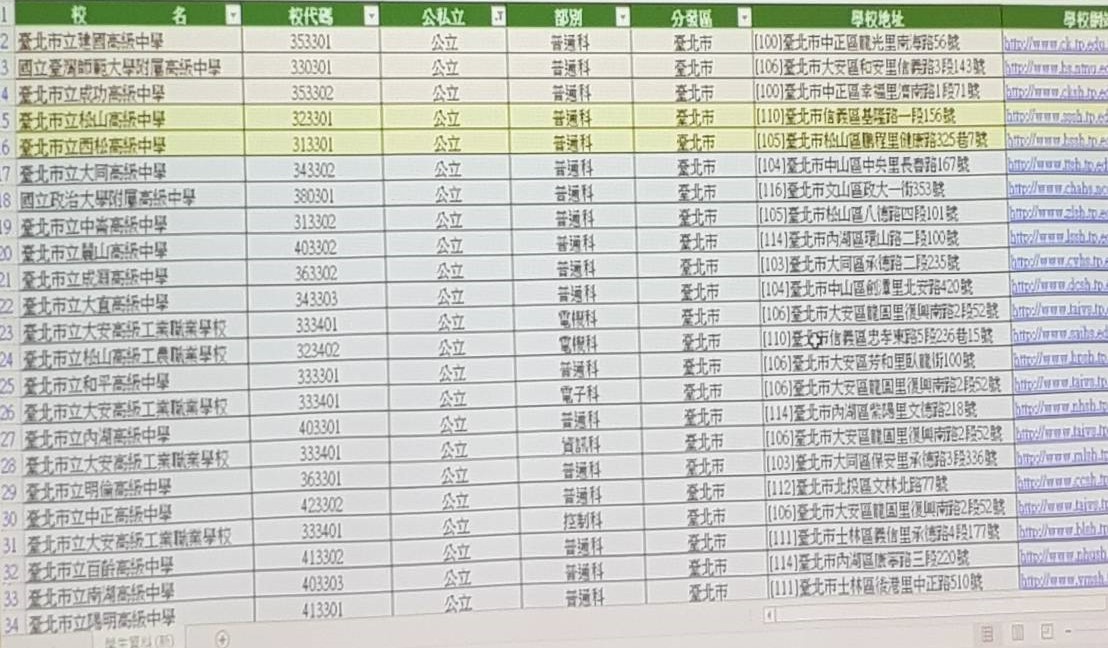 1 校 名 校代碼 公私立 部別 分發區 學校地址 學校網
2 臺北市立建國高級中學 353301 公立 普通科 臺北市 [100]臺北市中正區龍光里南海路56號 http://www.ck.tp.edu.
3 國立臺灣師範大學附屬高級中學 330301 公立 普通科 臺北市 [106]臺北市大安區和安里信義路3段143號 http://www.hs.ntnu.e
4 臺北市立成功高級中學 353302 公立 普通科 臺北市 [100]臺北市中正區幸福里濟南路1段71號 http://www.cksh.tp.e
5 臺北市立松山高級中學 323301 公立 普通科 臺北市 [110]臺北市信義區基隆路一段156號 http://www.sssh.tp.e
6 臺北市立西松高級中學 313301 公立 普通科 臺北市 [105]臺北市松山區鵬程里健康路325巷7號 http://www.hssh.tp.e
17 臺北市立大同高級中學 343302 公立 普通科 臺北市 [104]臺北市中山區中央里長春路167號 http://www.ttsh.tp.ed
18 國立政治大學附屬高級中學 380301 公立 普通科 臺北市 [116]臺北市文山區政大一街353號 http://www.
19 臺北市立中崙高級中學 313302 公立 普通科 臺北市 [105]臺北市松山區八德路四段101號 http://www.zlsh.tp.e
20 臺北市立麗山高級中學 403302 公立 普通科 臺北市 [114]臺北市內湖區環山路二段100號 http://www.lssh.tp.e
21 臺北市立成淵高級中學 363302 公立 普通科 臺北市 [103]臺北市大同區承德路二段235號 http://www.cyhs.tp.
22 臺北市立大直高級中學 343303 公立 普通科 臺北市 [104]臺北市中山區劍潭里北安路420號 http://www.dcsh.tp.e
23 臺北市立大安高級工業職業學校 333401 公立 電機科 臺北市 [106]臺北市大安區龍圖里復興南路2段52號 http://www.taivs.tp.
24 臺北市立松山高級工農職業學校 323402 公立 電機科 臺北市 [110]臺北市信義區忠孝東路5段236巷15號 http://www.saihs.ed
25 臺北市立和平高級中學 333301 公立 普通科 臺北市 [106]臺北市大安區芳和里臥龍街100號 http://www.hpsh.tp.
26 臺北市立大安高級工業職業學校 333401 公立 電子科 臺北市 [106]臺北市大安區龍圖里復興南路2段52號 http://www.taivs.tp.
27 臺北市立內湖高級中學 403301 公立 普通科 臺北市 [114]臺北市內湖區紫陽里文德路218號 http://www.nhsh.tp.
28 臺北市立大安高級工業職業學校 333401 公立 資訊科 臺北市 [106]臺北市大安區龍圖里復興南路2段52號 http://www.taivs.tp.
29 臺北市立明倫高級中學 363301 公立 普通科 臺北市 [103]臺北市大同區保安里承德路3段336號 http://www.mlsh.tp.
30 臺北市立中正高級中學 423302 公立 普通科 臺北市 [112]臺北市北投區文林北路77號 http://www.ccsh.tp.
31 臺北市立大安高級工業職業學校 333401 公立 控制科 臺北市 [106]臺北市大安區龍圖里復興南路2段52號 http://www.taivs.tp.
32 臺北市立百齡高級中學 413302 公立 普通科 臺北市 [111]臺北市士林區義信里承德路4段177號 http://www.blsh.tp.
33 臺北市立南湖高級中學 403303 公立 普通科 臺北市 [114]臺北市內湖區康寧路三段220號 http://www.nhush.
34 臺北市立陽明高級中學 413301 公立 普通科 臺北市 [111]臺北市士林區後港里中正路510號 http://www.ymsh.tp.
學生資料(新)